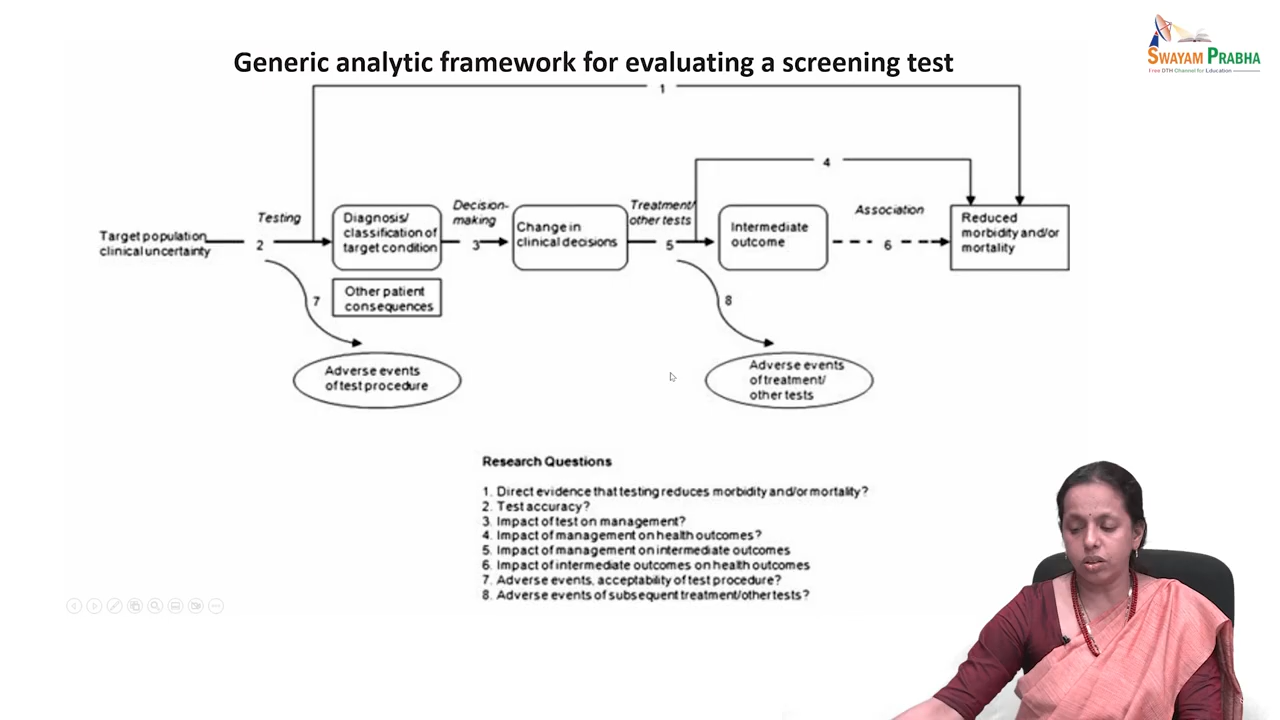 SWAYAM PRABHA
Free DTH Channel for Education
Generic analytic framework for evaluating a screening test
1
4
Testing
Decision-
making
Treatment/
other tests
Association
Target population
clinical uncertainty
2
Diagnosis/
classification of
target condition
3
Change in
clinical decisions
5
Intermediate
outcome
6
Reduced
morbidity and/or
mortality
Other patient
consequences
7
8
Adverse events
of test procedure
Adverse events
of treatment/
other tests
Research Questions
1. Direct evidence that testing reduces morbidity and/or mortality?
2. Test accuracy?
3. Impact of test on management?
4. Impact of management on health outcomes?
5. Impact of management on intermediate outcomes
6. Impact of intermediate outcomes on health outcomes
7. Adverse events, acceptability of test procedure?
8. Adverse events of subsequent treatment/other tests?